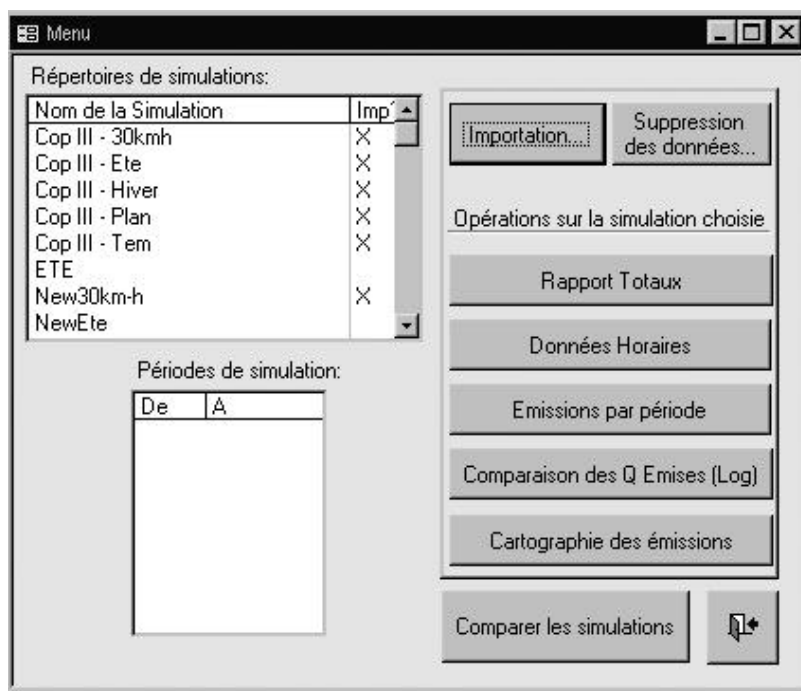 Menu
Répertoires de simulations:
Nom de la Simulation Imp
Cop III - 30kmh X
Cop III - Ete X
Cop III - Hiver X
Cop III - Plan X
Cop III - Tem X
ETE
New30km-h X
NewEte
Périodes de simulation:
De A
Importation...
Suppression
des données...
Opérations sur la simulation choisie
Rapport Totaux
Données Horaires
Emissions par période
Comparaison des Q Emises (Log)
Cartographie des émissions
Comparer les simulations